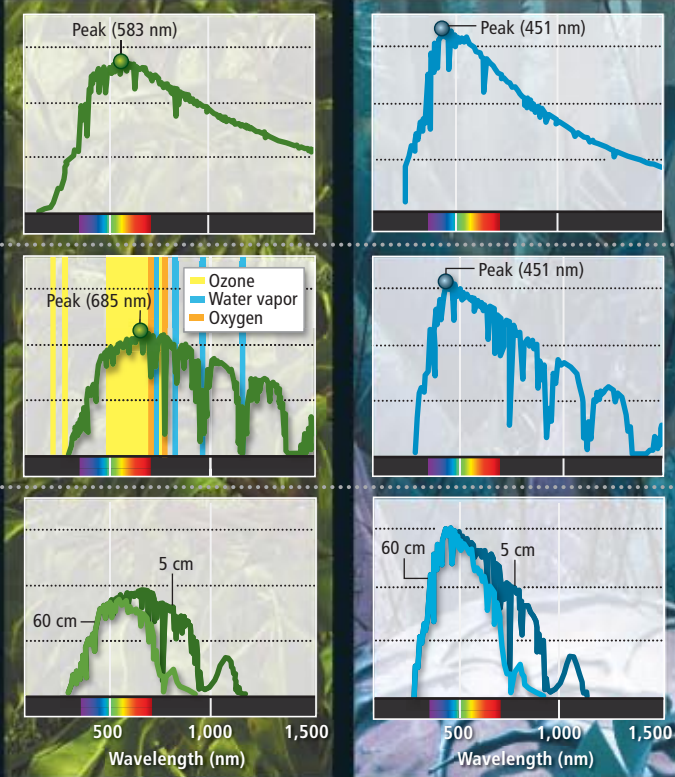 Peak (583 nm)
Peak (451 nm)
Ozone
Water vapor
Oxygen
Peak (685 nm)
Peak (451 nm)
5 cm
60 cm
60 cm
5 cm
500
1,000
1,500
Wavelength (nm)
500
1,000
1,500
Wavelength (nm)